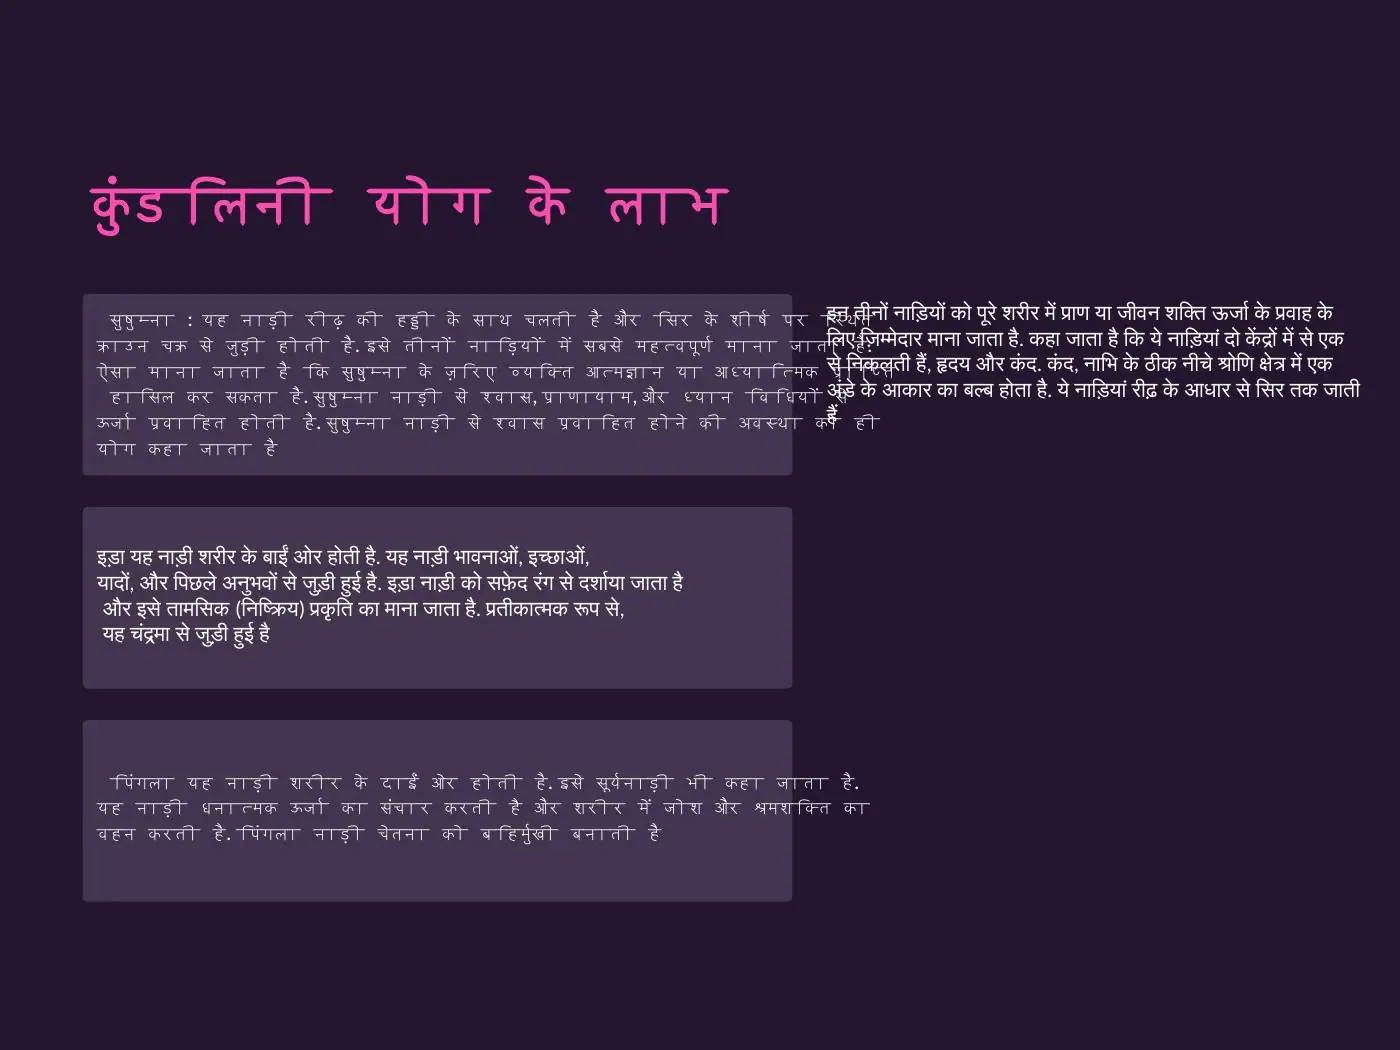 कुंडलिनी योग के लाभ
सुषुम्ना : यह नाड़ी रीढ़ की हड्डी के साथ चलती है और सिर के शीर्ष पर स्थित
क्राउन चक्र से जुड़ी होती है. इसे तीनों नाड़ियों में सबसे महत्वपूर्ण माना जाता है.
ऐसा माना जाता है कि सुषुम्ना के ज़रिए व्यक्ति आत्मज्ञान या आध्यात्मिक
हासिल कर सकता है. सुषुम्ना नाड़ी से श्वास, प्राणायाम, और ध्यान विधियों से
ऊर्जा प्रवाहित होती है. सुषुम्ना नाड़ी से श्वास प्रवाहित होने की अवस्था को ही
योग कहा जाता है
इन तीनों नाड़ियों को पूरे शरीर में प्राण या जीवन शक्ति ऊर्जा के प्रवाह के
लिए ज़िम्मेदार माना जाता है. कहा जाता है कि ये नाड़ियां दो केंद्रों में से एक
से निकलती हैं, हृदय और कंद. कंद, नाभि के ठीक नीचे श्रोणि क्षेत्र में एक
अंडे के आकार का बल्ब होता है. ये नाड़ियां रीढ़ के आधार से सिर तक जाती
हैं
इड़ा यह नाड़ी शरीर के बाईं ओर होती है. यह नाड़ी भावनाओं, इच्छाओं,
यादों, और पिछले अनुभवों से जुड़ी हुई है. इड़ा नाड़ी को सफ़ेद रंग से दर्शाया जाता है
और इसे तामसिक (निष्क्रिय) प्रकृति का माना जाता है. प्रतीकात्मक रूप से,
यह चंद्रमा से जुड़ी हुई है
पिंगला यह नाड़ी शरीर के दाईं ओर होती है. इसे सूर्यनाड़ी भी कहा जाता है.
यह नाड़ी धनात्मक ऊर्जा का संचार करती है और शरीर में जोश और श्रमशक्ति का
वहन करती है. पिंगला नाड़ी चेतना को बाहिर्मुखी बनाती है